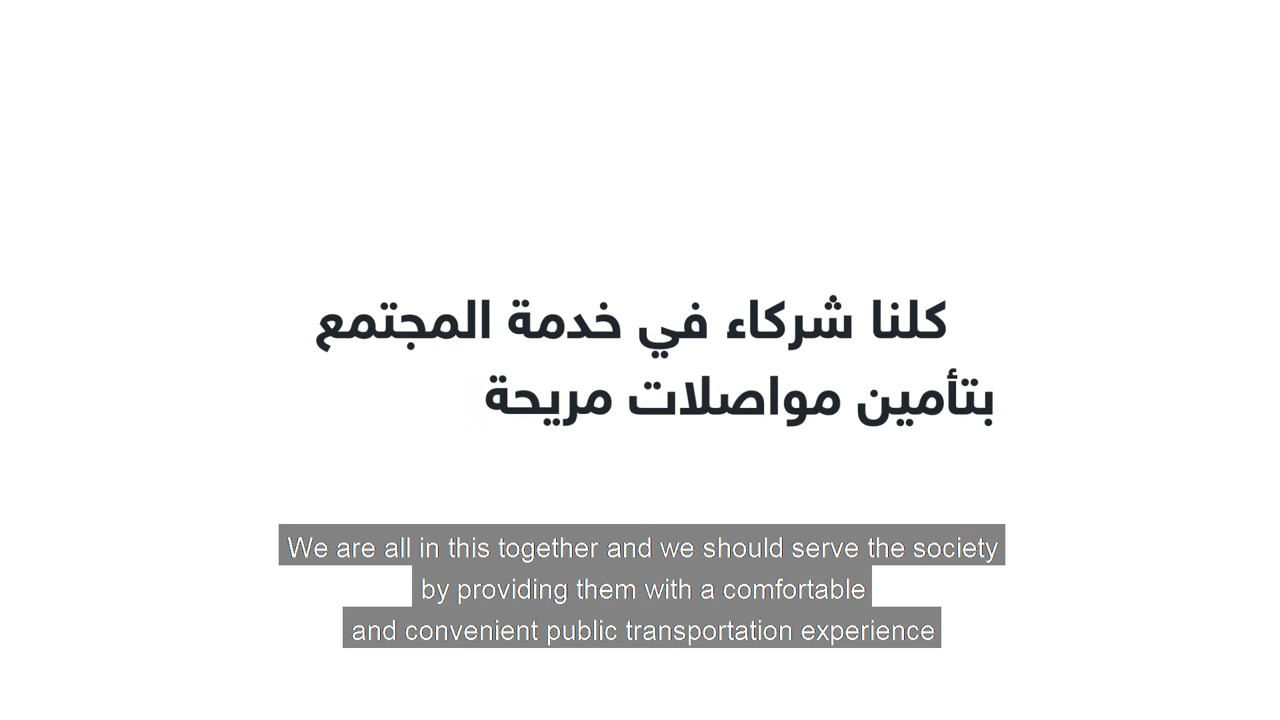 كلنا شركاء في خدمة المجتمع
بتأمين مواصلات مريحة
We are all in this together and we should serve the society
by providing them with a comfortable
and convenient public transportation experience